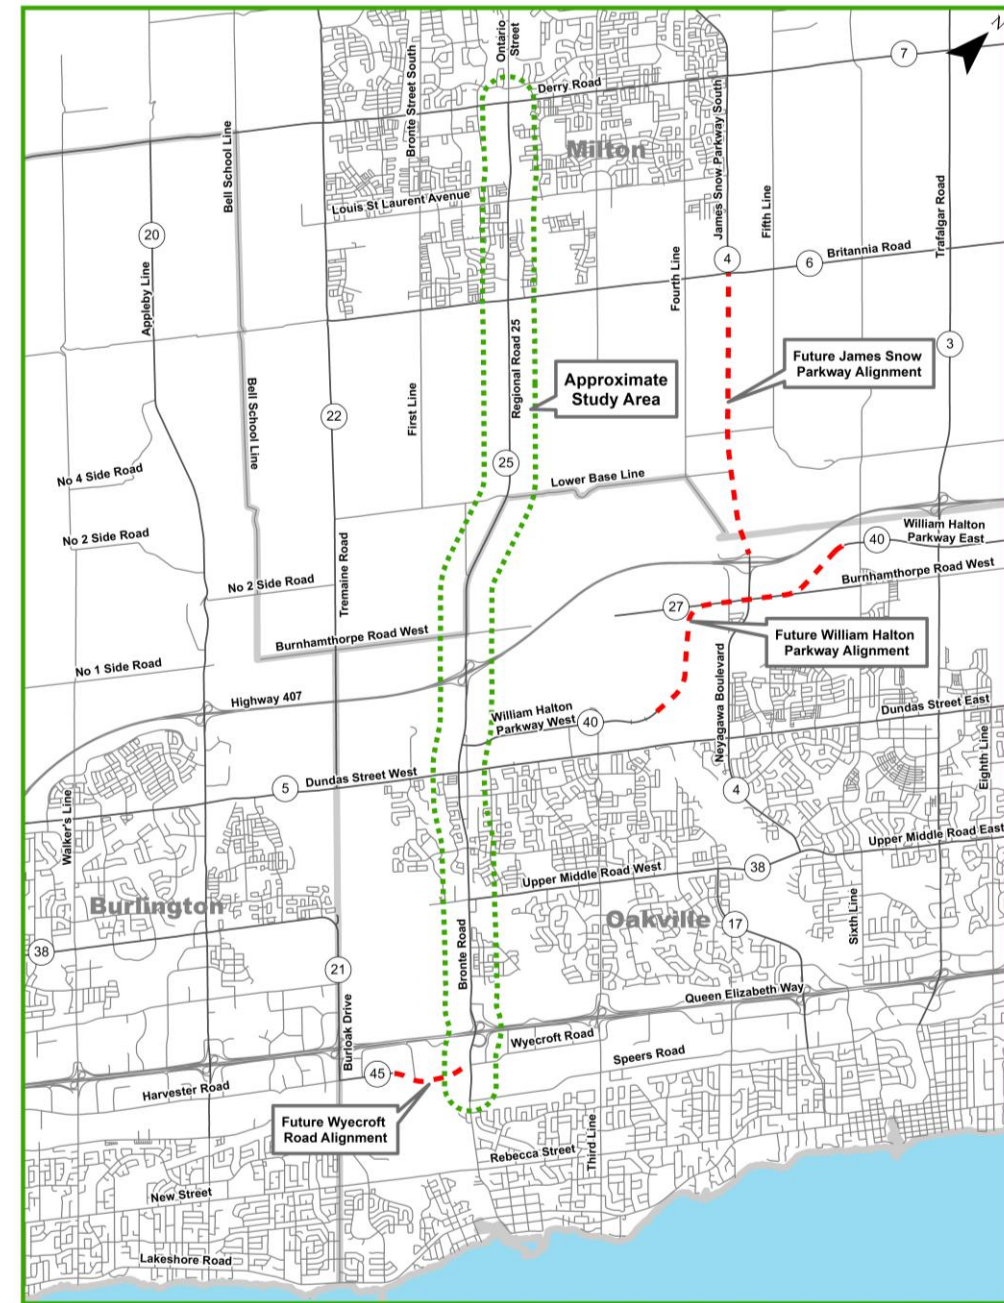 Ontario
Street
N
7
Derry Road
Milton
Bronte Street South
James Snow Parkway South
Bell School Line
Louis St Laurent Avenue
Fifth Line
Trafalgar Road
20
Appleby Line
Fourth Line
4
6
Britannia Road
3
Regional Road 25
Future James Snow
Parkway Alignment
Approximate
Study Area
Bell School Line
22
First Line
25
No 4 Side Road
Lower Base Line
No 2 Side Road
Tremaine Road
William Halton
Parkway East
40
No 2 Side Road
Burnhamthorpe Road West
27
Burnhamthorpe Road West
Future William Halton
Parkway Alignment
No 1 Side Road
Highway 407
William Halton
Parkway West
40
Neyagawa Boulevard
Dundas Street East
Eighth Line
5
Dundas Street West
4
Walker's Line
Upper Middle Road East
Upper Middle Road West
38
Burlington
Oakville
17
Sixth Line
38
21
Bronte Road
Queen Elizabeth Way
Burloak Drive
Wyecroft Road
Speers Road
45
Harvester Road
Future Wyecroft
Road Alignment
Third Line
Rebecca Street
New Street
Lakeshore Road